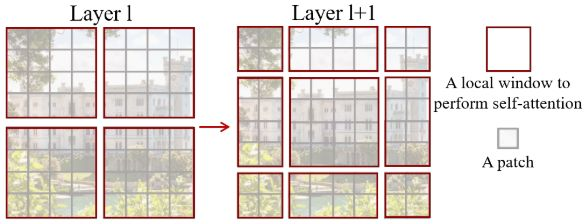 Layer l
Layer l+1
A local window to
perform self-attention
A patch